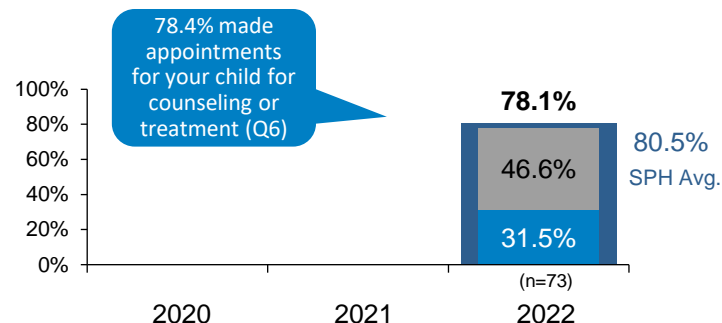 78.4% made
appointments
for your child for
counseling or
treatment (Q6)
100%
80%
60%
40%
20%
0%
78.1%
46.6%
31.5%
80.5%
SPH Avg.
(n=73)
2020
2021
2022